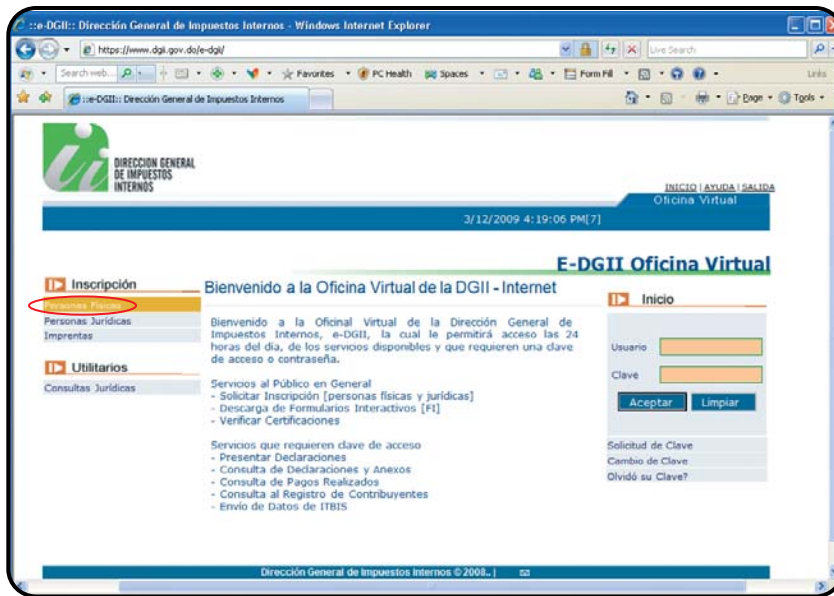 ::e-DGII:: Dirección General de Impuestos Internos - Windows Internet Explorer
https://www.dgii.gov.do/e-dgii/
Live Search
Search web...
Favorites
PC Health
Spaces
Form Fill
Links
::e-DGII:: Dirección General de Impuestos Internos
Page
Tools
DIRECCION GENERAL
DE IMPUESTOS
INTERNOS
INICIO | AYUDA | SALIDA
Oficina Virtual
3/12/2009 4:19:06 PM[7]
E-DGII Oficina Virtual
Inscripción
Personas Físicas
Personas Jurídicas
Imprentas
Utilitarios
Consultas Jurídicas
Bienvenido a la Oficina Virtual de la DGII - Internet
Bienvenido a la Oficinal Virtual de la Dirección General de
Impuestos Internos, e-DGII, la cual le permitirá acceso las 24
horas del día, de los servicios disponibles y que requieren una clave
de acceso o contraseña.
Servicios al Público en General
- Solicitar Inscripción [personas físicas y jurídicas]
- Descarga de Formularios Interactivos [FI]
- Verificar Certificaciones
Servicios que requieren clave de acceso
- Presentar Declaraciones
- Consulta de Declaraciones y Anexos
- Consulta de Pagos Realizados
- Consulta al Registro de Contribuyentes
- Envío de Datos de ITBIS
Inicio
Usuario
Clave
Aceptar
Limpiar
Solicitud de Clave
Cambio de Clave
Olvidó su Clave?
Dirección General de Impuestos Internos © 2008.. |